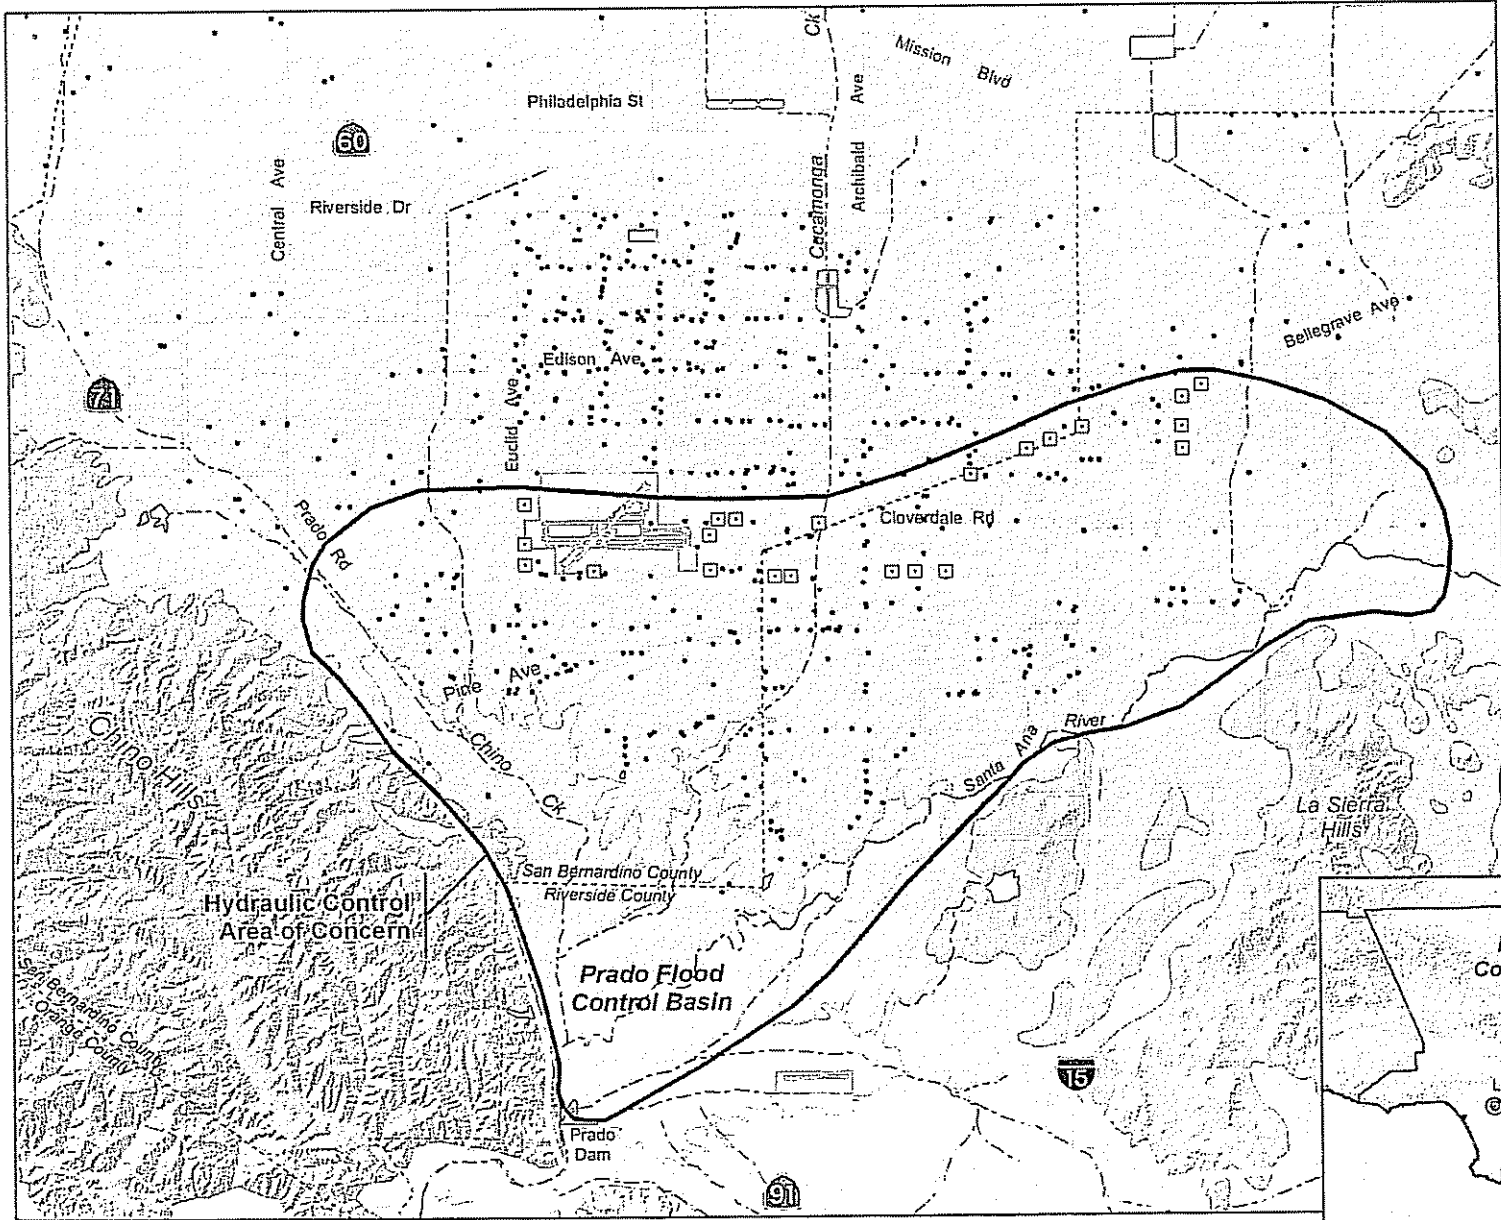 Ck
Mission Blvd
Philadelphia St
Archibald Ave
60
Central Ave
Riverside Dr
Cucamonga
Bellegrave Ave
Edison Ave
71
Euclid Ave
Prado Rd
Cloverdale Rd
Pine Ave
Chino Hills
Chino Ck
Santa Ana River
La Sierra
Hills
San Bernardino County
Riverside County
Hydraulic Control
Area of Concern
Prado Flood
Control Basin
San Bernardino County
Orange County
Co
15
L
Prado
Dam
91